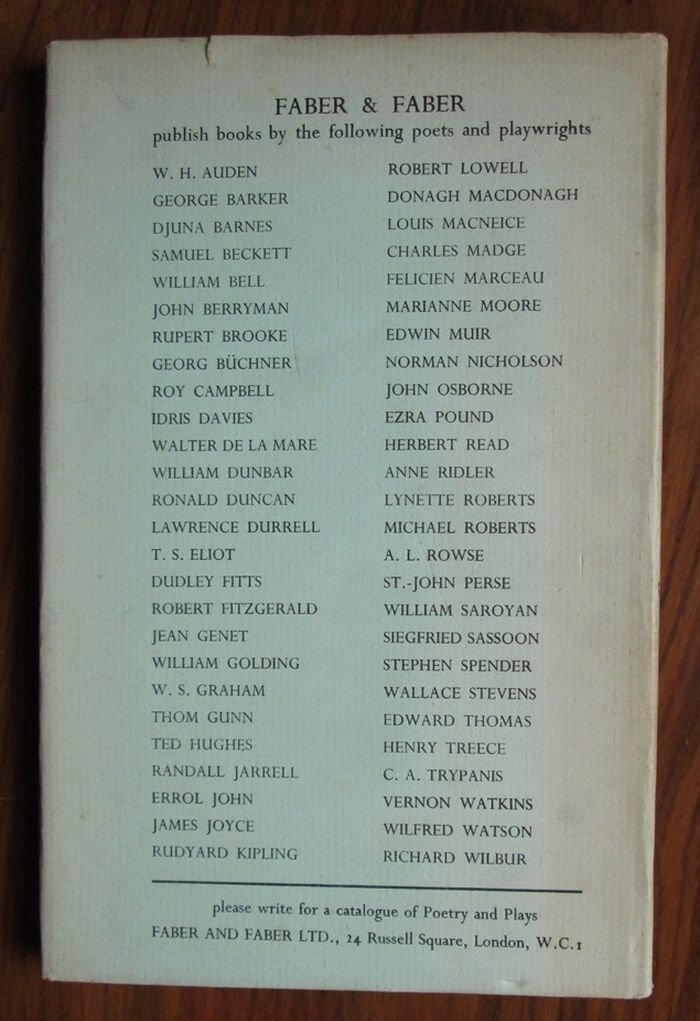 FABER & FABER
publish books by the following poets and playwrights
W. H. AUDEN
GEORGE BARKER
DJUNA BARNES
SAMUEL BECKETT
WILLIAM BELL
JOHN BERRYMAN
RUPERT BROOKE
GEORG BÜCHNER
ROY CAMPBELL
IDRIS DAVIES
WALTER DE LA MARE
WILLIAM DUNBAR
RONALD DUNCAN
LAWRENCE DURRELL
T. S. ELIOT
DUDLEY FITTS
ROBERT FITZGERALD
JEAN GENET
WILLIAM GOLDING
W. S. GRAHAM
THOM GUNN
TED HUGHES
RANDALL JARRELL
ERROL JOHN
JAMES JOYCE
RUDYARD KIPLING
ROBERT LOWELL
DONAGH MACDONAGH
LOUIS MACNEICE
CHARLES MADGE
FELICIEN MARCEAU
MARIANNE MOORE
EDWIN MUIR
NORMAN NICHOLSON
JOHN OSBORNE
EZRA POUND
HERBERT READ
ANNE RIDLER
LYNETTE ROBERTS
MICHAEL ROBERTS
A. L. ROWSE
ST.-JOHN PERSE
WILLIAM SAROYAN
SIEGFRIED SASSOON
STEPHEN SPENDER
WALLACE STEVENS
EDWARD THOMAS
HENRY TREECE
C. A. TRYPANIS
VERNON WATKINS
WILFRED WATSON
RICHARD WILBUR
please write for a catalogue of Poetry and Plays
FABER AND FABER LTD., 24 Russell Square, London, W.C.1